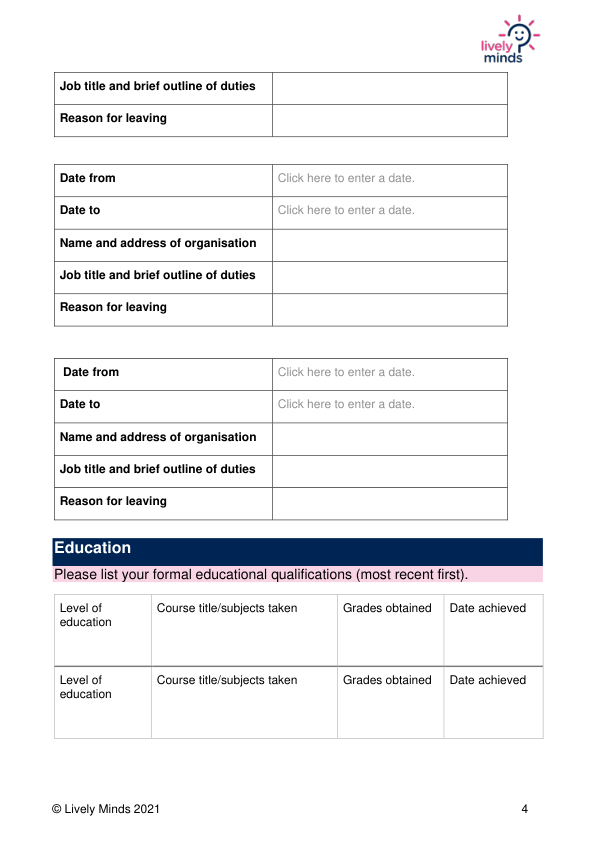 lively
minds
Job title and brief outline of duties
Reason for leaving
Date from Click here to enter a date.
Date to Click here to enter a date.
Name and address of organisation
Job title and brief outline of duties
Reason for leaving
Date from Click here to enter a date.
Date to Click here to enter a date.
Name and address of organisation
Job title and brief outline of duties
Reason for leaving
Education
Please list your formal educational qualifications (most recent first).
Level of Course title/subjects taken Grades obtained Date achieved
education
Level of Course title/subjects taken Grades obtained Date achieved
education
© Lively Minds 2021 4